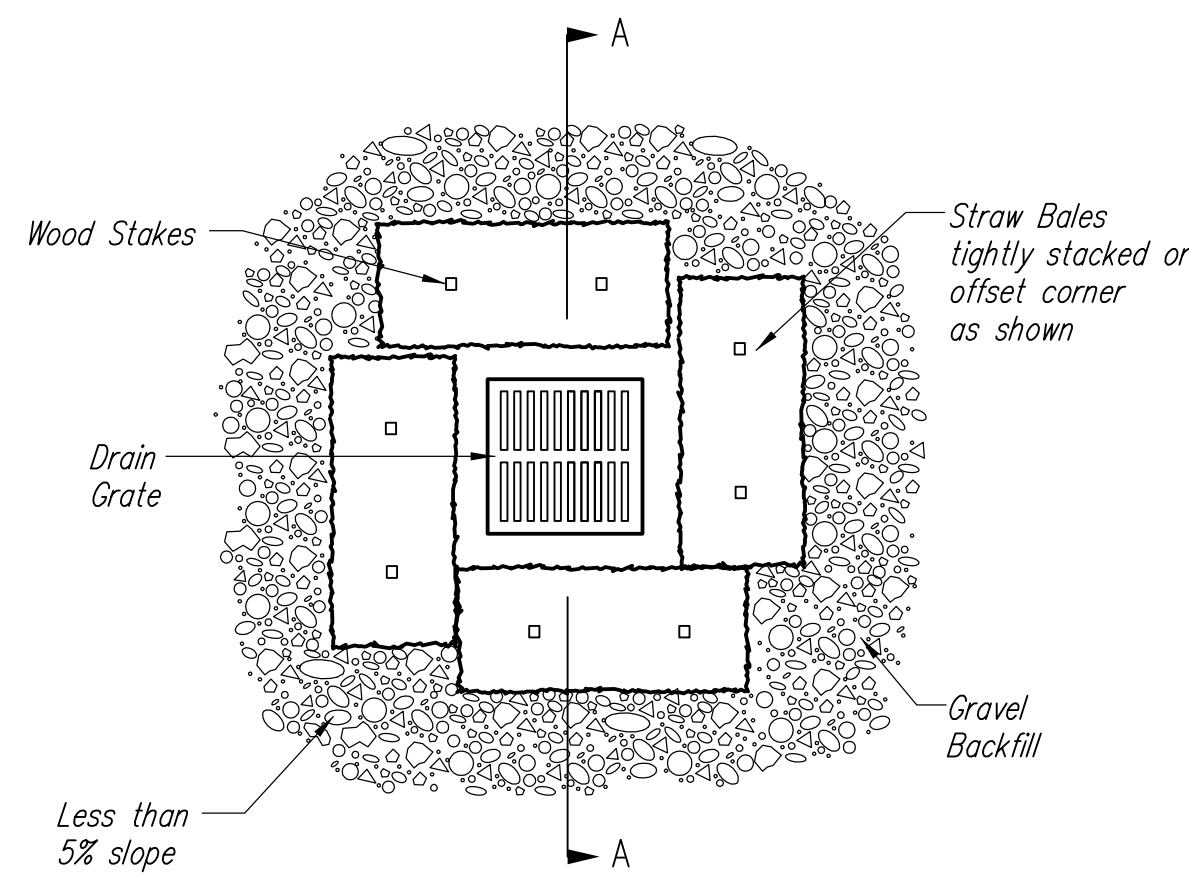 A
Wood Stakes
Straw Bales
tightly stacked or
offset corner
as shown
Drain
Grate
Gravel
Backfill
Less than
5% slope
A